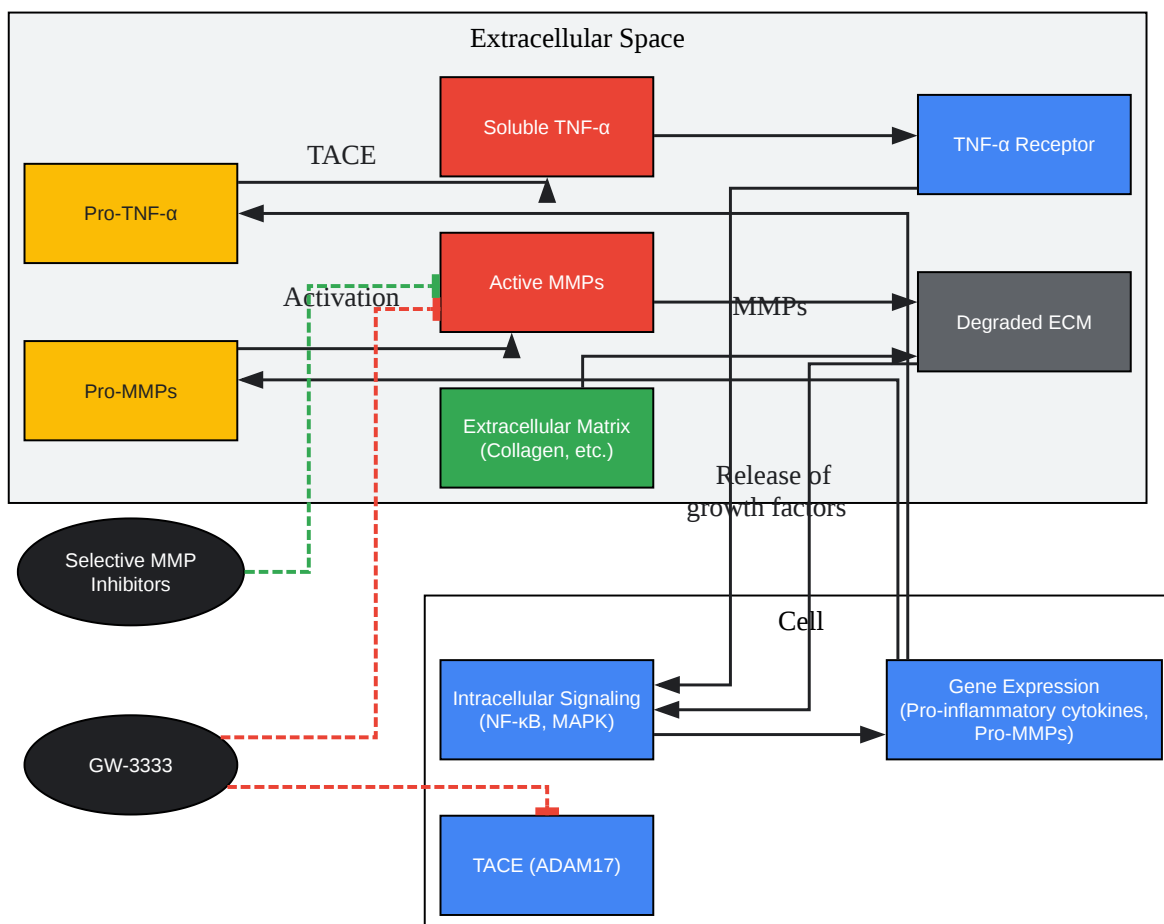 Extracellular Space
Soluble TNF-α
TNF-α Receptor
TACE
Pro-TNF-α
Active MMPs
Activation
MMPs
Degraded ECM
Pro-MMPs
Extracellular Matrix
(Collagen, etc.)
Release of
growth factors
Selective MMP
Inhibitors
Cell
Intracellular Signaling
(NF-κB, MAPK)
Gene Expression
(Pro-inflammatory cytokines,
Pro-MMPs)
GW-3333
TACE (ADAM17)